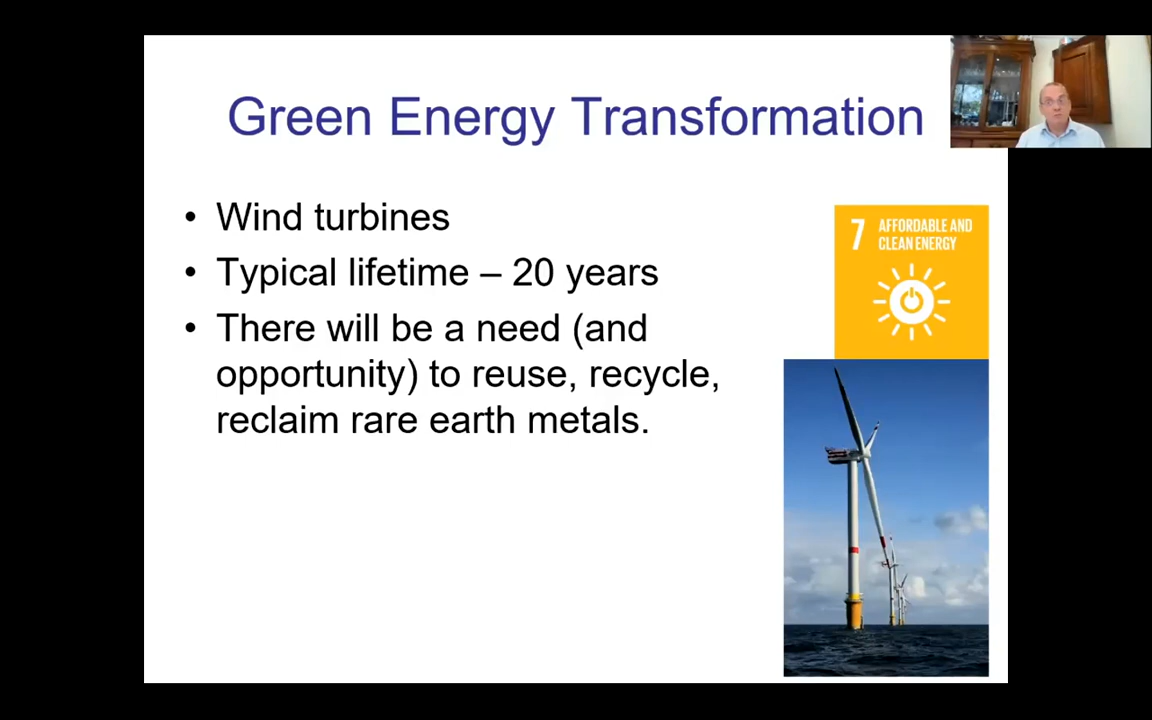 Green Energy Transformation
• Wind turbines
• Typical lifetime – 20 years
• There will be a need (and
opportunity) to reuse, recycle,
reclaim rare earth metals.
7 AFFORDABLE AND
CLEAN ENERGY